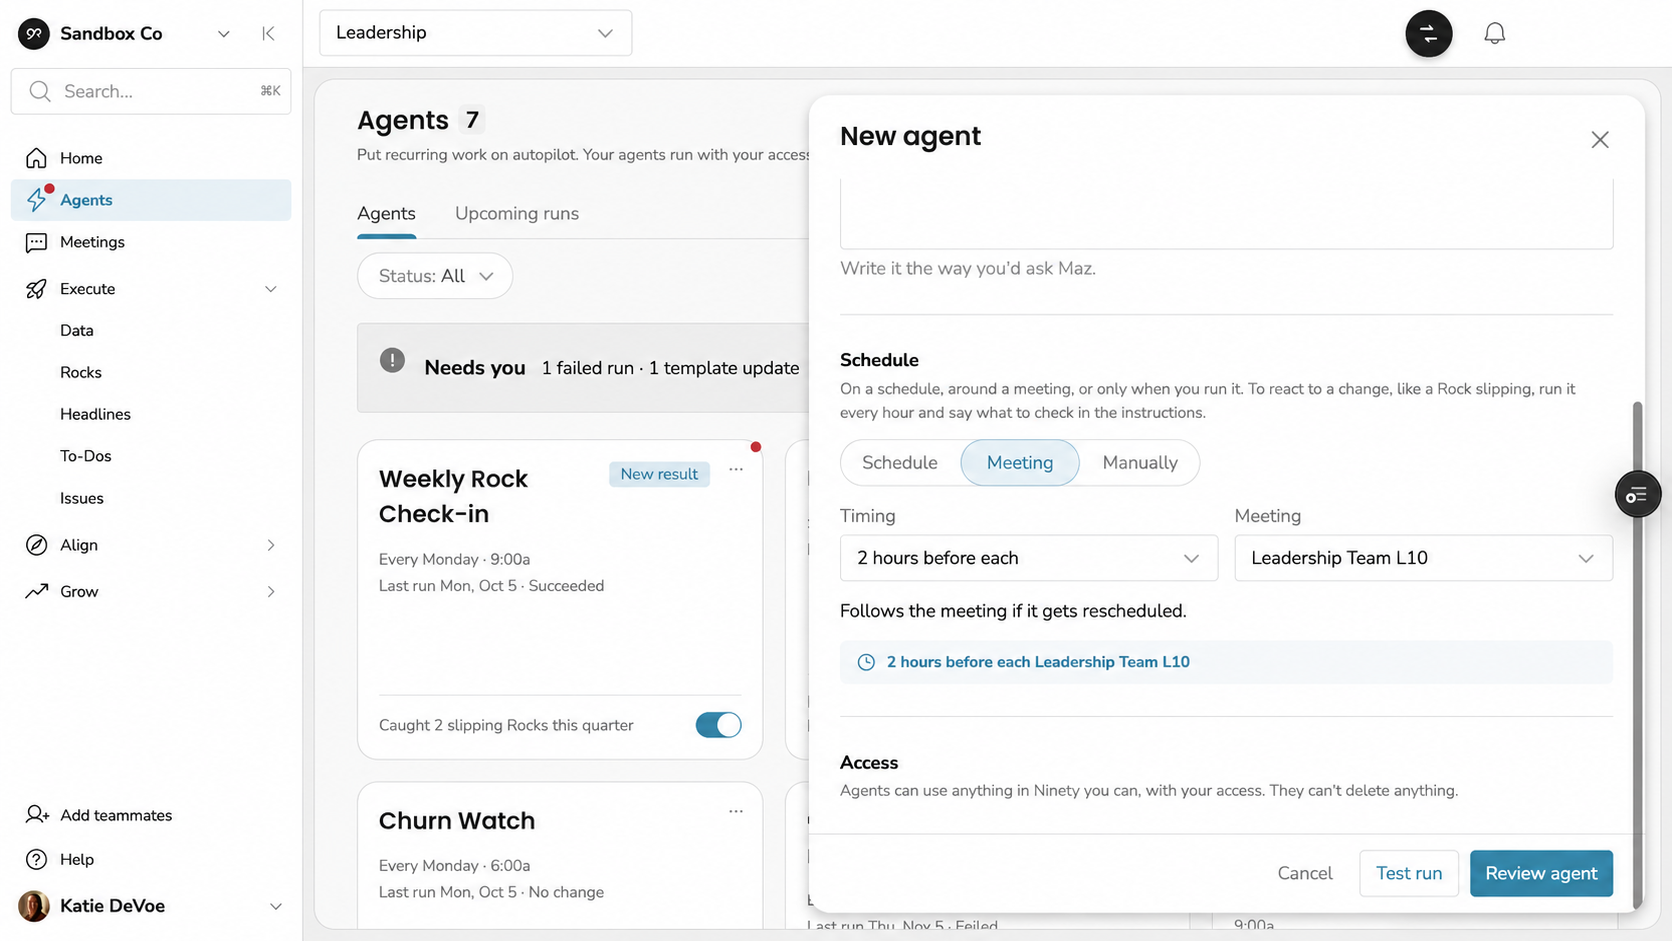 Sandbox Co
Search...
⌘K
Home
Agents
Meetings
Execute
Data
Rocks
Headlines
To-Dos
Issues
Align
Grow
Add teammates
Help
Katie DeVoe
Leadership
Agents 7
Put recurring work on autopilot. Your agents run with your access
Agents
Upcoming runs
Status: All
Needs you 1 failed run · 1 template update
Weekly Rock
Check-in
New result
Every Monday · 9:00a
Last run Mon, Oct 5 · Succeeded
Caught 2 slipping Rocks this quarter
Churn Watch
Every Monday · 6:00a
Last run Mon, Oct 5 · No change
Last run Thu, Nov 5 · Failed
9:00a
New agent
Write it the way you'd ask Maz.
Schedule
On a schedule, around a meeting, or only when you run it. To react to a change, like a Rock slipping, run it
every hour and say what to check in the instructions.
Schedule
Meeting
Manually
Timing
Meeting
2 hours before each
Leadership Team L10
Follows the meeting if it gets rescheduled.
2 hours before each Leadership Team L10
Access
Agents can use anything in Ninety you can, with your access. They can't delete anything.
Cancel
Test run
Review agent